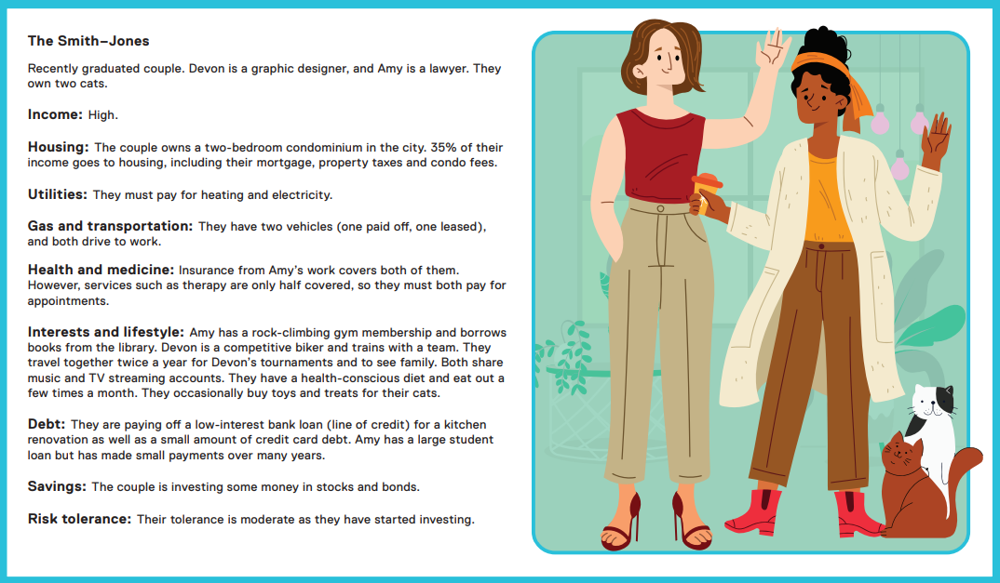 The Smith–Jones
Recently graduated couple. Devon is a graphic designer, and Amy is a lawyer. They
own two cats.
Income: High.
Housing: The couple owns a two-bedroom condominium in the city. 35% of their
income goes to housing, including their mortgage, property taxes and condo fees.
Utilities: They must pay for heating and electricity.
Gas and transportation: They have two vehicles (one paid off, one leased),
and both drive to work.
Health and medicine: Insurance from Amy's work covers both of them.
However, services such as therapy are only half covered, so they must both pay for
appointments.
Interests and lifestyle: Amy has a rock-climbing gym membership and borrows
books from the library. Devon is a competitive biker and trains with a team. They
travel together twice a year for Devon's tournaments and to see family. Both share
music and TV streaming accounts. They have a health-conscious diet and eat out a
few times a month. They occasionally buy toys and treats for their cats.
Debt: They are paying off a low-interest bank loan (line of credit) for a kitchen
renovation as well as a small amount of credit card debt. Amy has a large student
loan but has made small payments over many years.
Savings: The couple is investing some money in stocks and bonds.
Risk tolerance: Their tolerance is moderate as they have started investing.